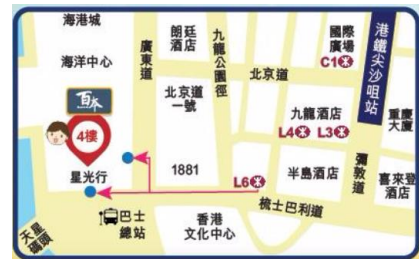 海港城
海洋中心
廣東道
朗廷
酒店
九龍公園徑
國際
廣場
C1
港鐵尖沙咀站
北京道
北京道
一號
九龍酒店
L4 L3
重慶
大廈
4樓
星光行
1881
L6
半島酒店
彌敦道
喜來登
酒店
梳士巴利道
巴士
總站
香港
文化中心
天星
碼頭